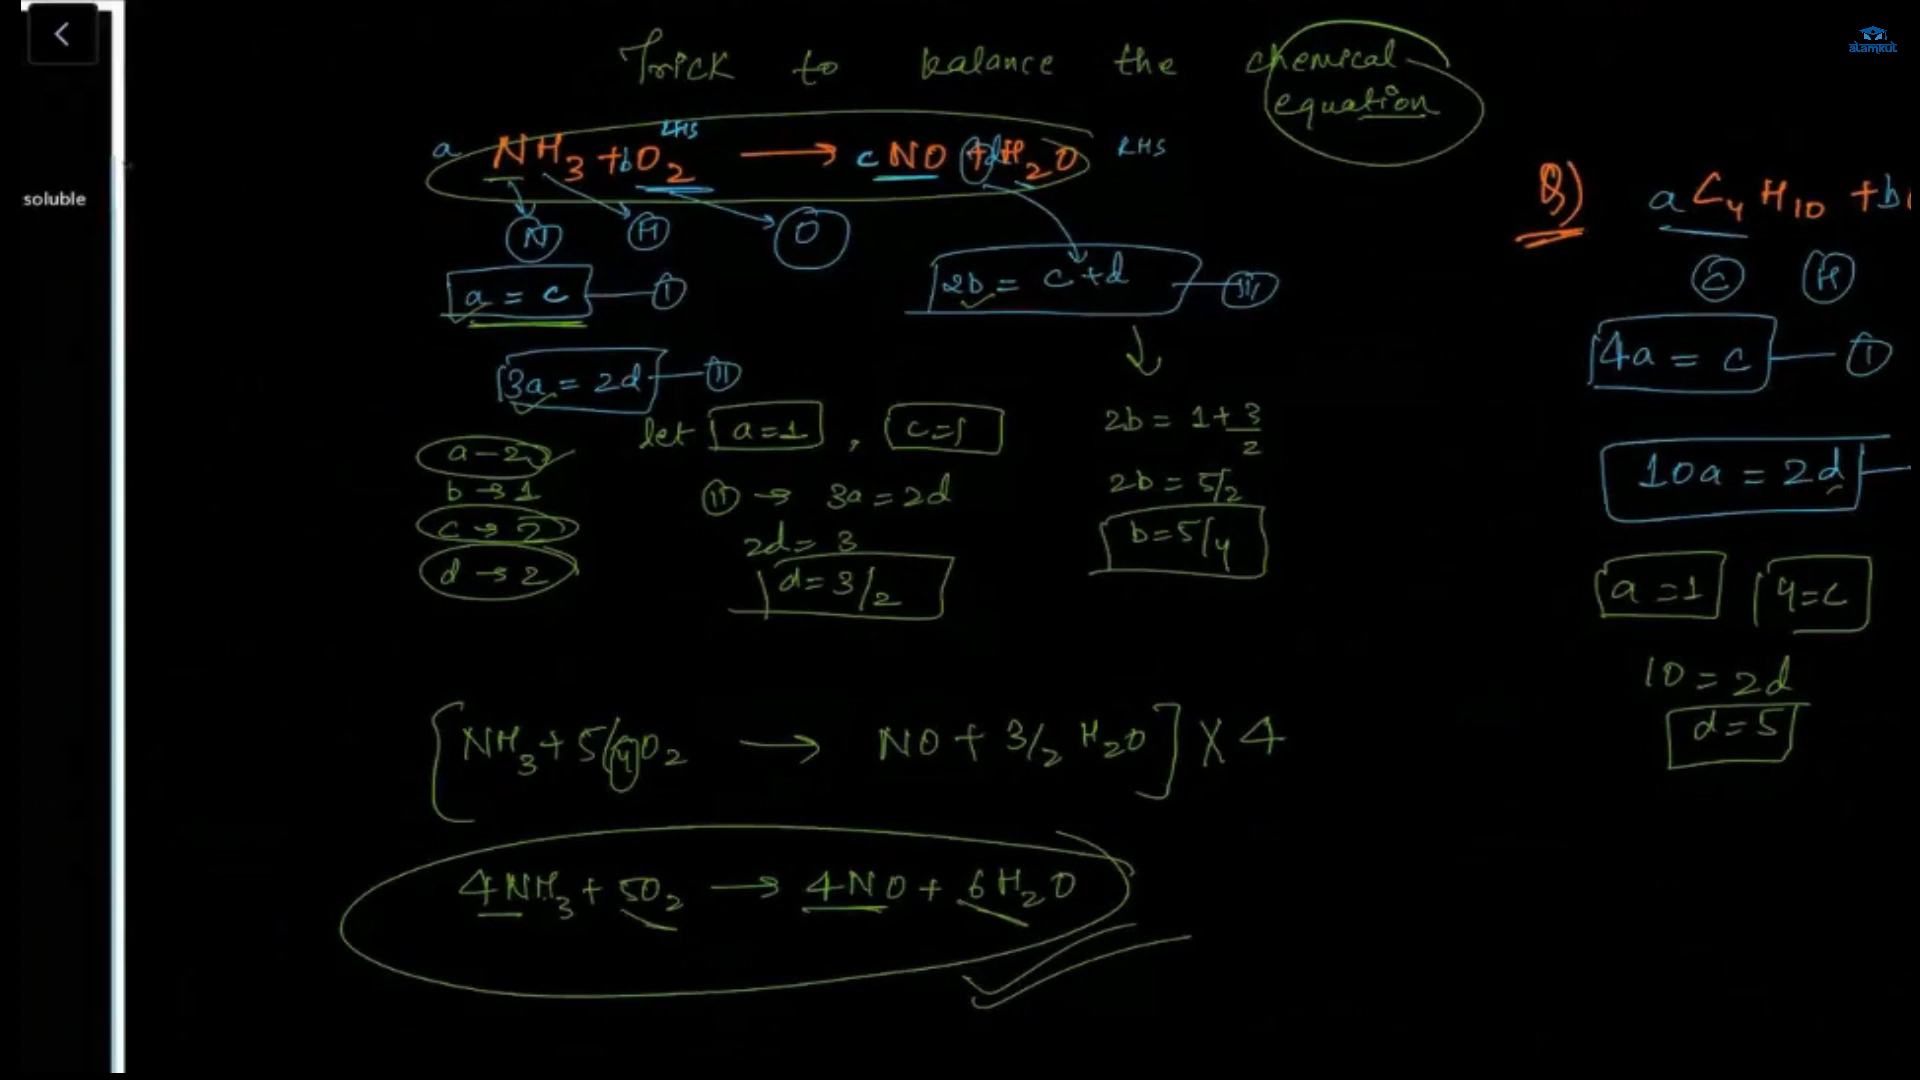 alamkut
soluble
Trick to balance the chemical
equation
LHS
a NH3 + bO2 → cNO + dH2O RHS
N H O
a = c — I
2b = c + d — III
3a = 2d — II
let a=1 , c=1
a – 2
b → 1
c → 2
d → 2
II → 3a = 2d
2d = 3
d = 3/2
2b = 1 + 3/2
2b = 5/2
b = 5/4
[NH3 + 5/4O2 → NO + 3/2 H2O] X 4
4NH3 + 5O2 → 4NO + 6H2O
Q) a C4 H10 + b
C H
4a = c — I
10a = 2d
a = 1 4 = c
10 = 2d
d = 5